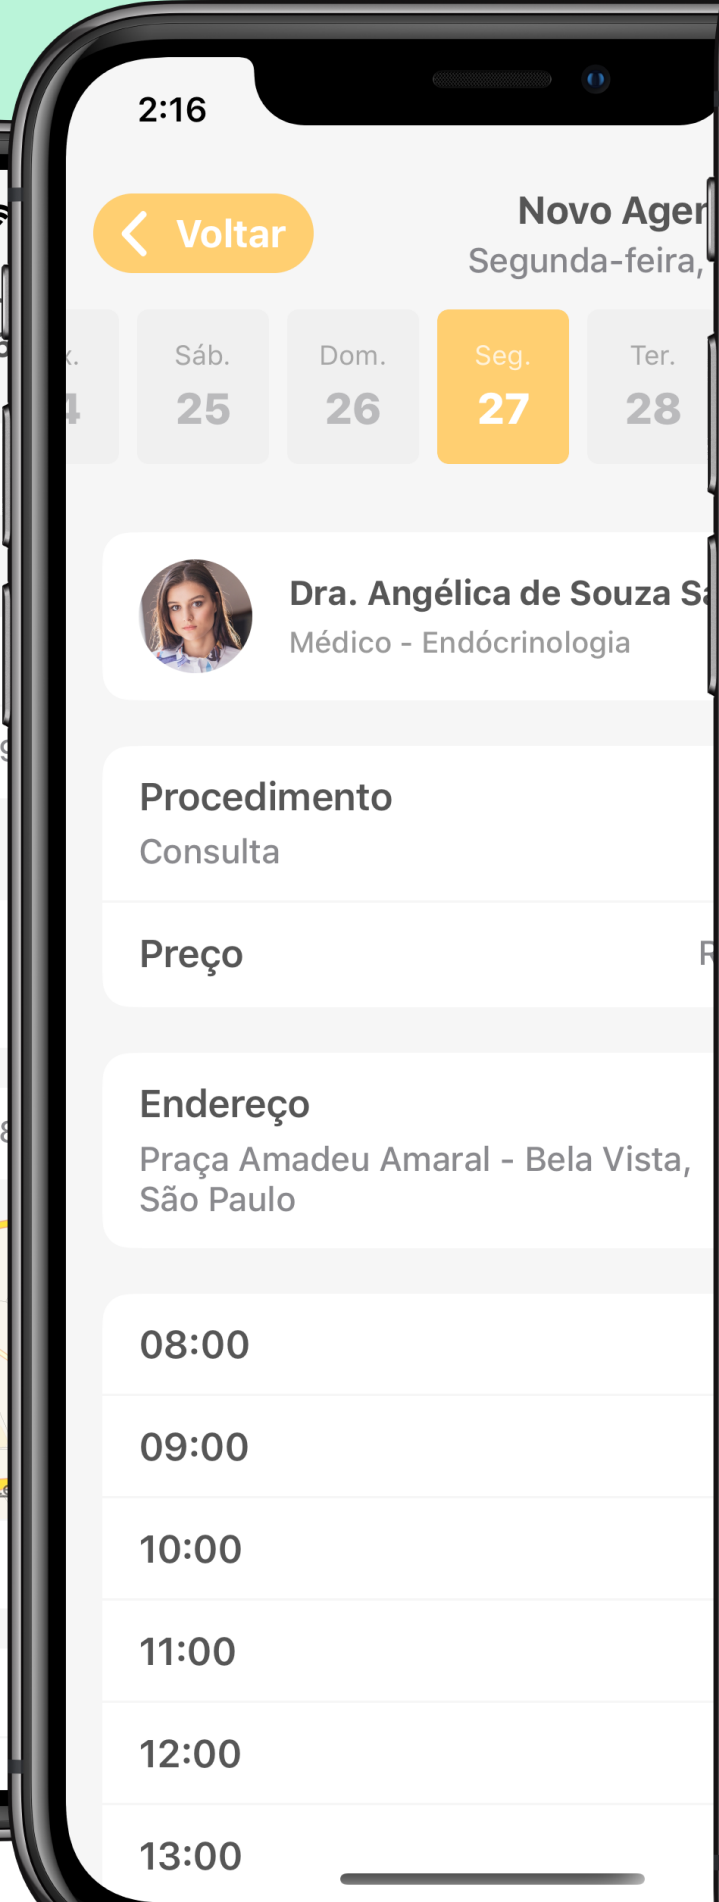 2:16
Voltar
Novo
Segunda-feira,
Sáb.
25
Dom.
26
Seg.
27
Ter.
28
Dra. Angélica de Souza
Médico - Endócrinologia
Procedimento
Consulta
Preço
Endereço
Praça Amadeu Amaral - Bela Vista,
São Paulo
08:00
09:00
10:00
11:00
12:00
13:00